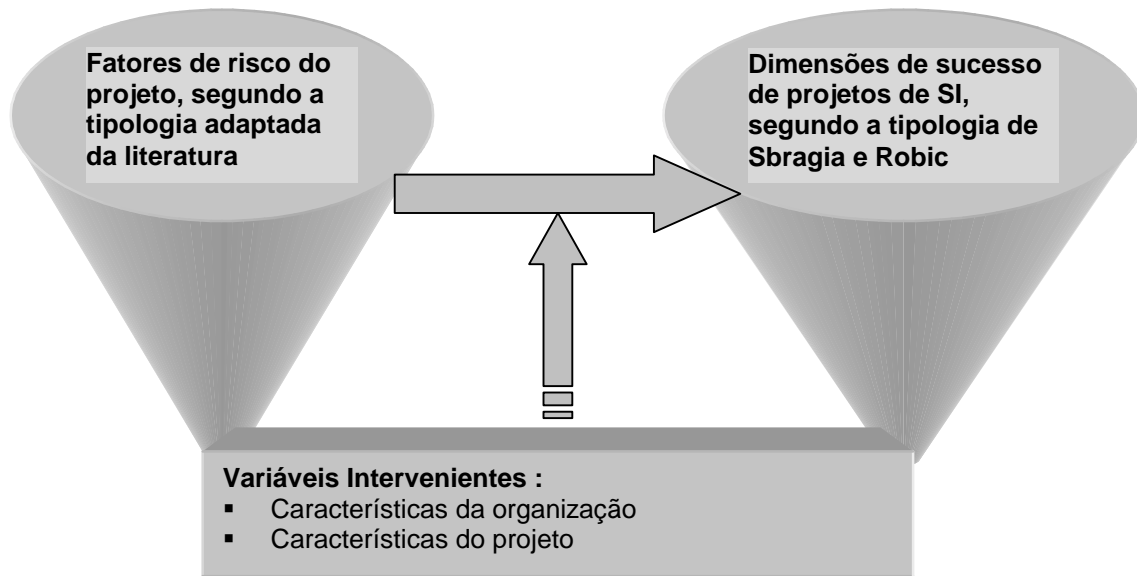 Fatores de risco do
projeto, segundo a
tipologia adaptada
da literatura
Dimensões de sucesso
de projetos de SI,
segundo a tipologia de
Sbragia e Robic
Variáveis Intervenientes :
▪ Características da organização
▪ Características do projeto